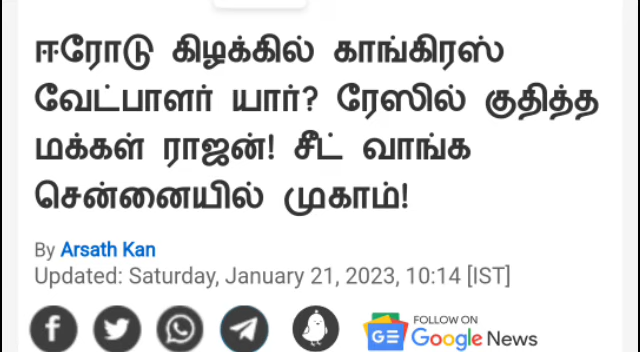 ஈரோடு கிழக்கில் காங்கிரஸ்
வேட்பாளர் யார்? ரேஸில் குதித்த
மக்கள் ராஜன்! சீட் வாங்க
சென்னையில் முகாம்!
By Arsath Kan
Updated: Saturday, January 21, 2023, 10:14 [IST]
FOLLOW ON
GE Google News